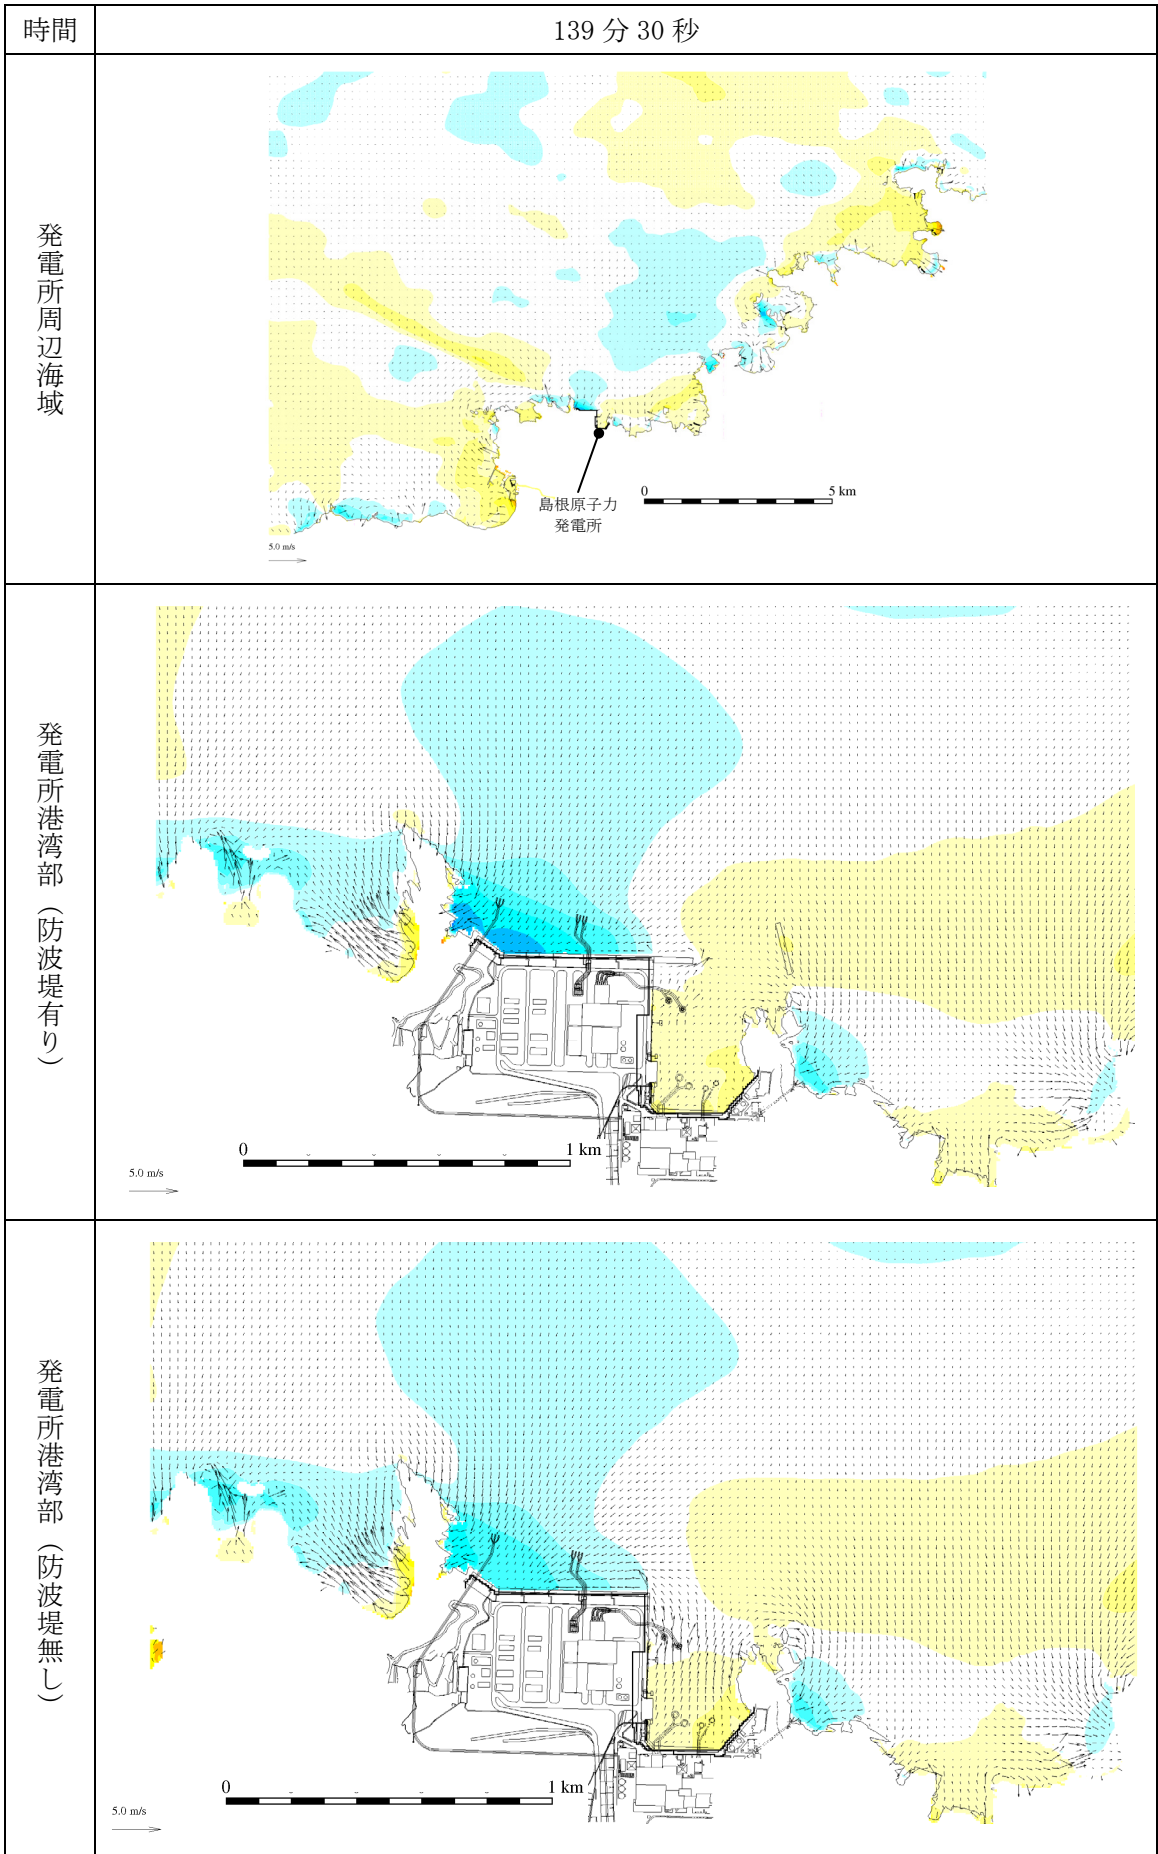 時間
139 分 30 秒
発電所周辺海域
島根原子力
発電所
0
5 km
5.0 m/s
発電所港湾部（防波堤有り）
0
1 km
5.0 m/s
発電所港湾部（防波堤無し）
0
1 km
5.0 m/s